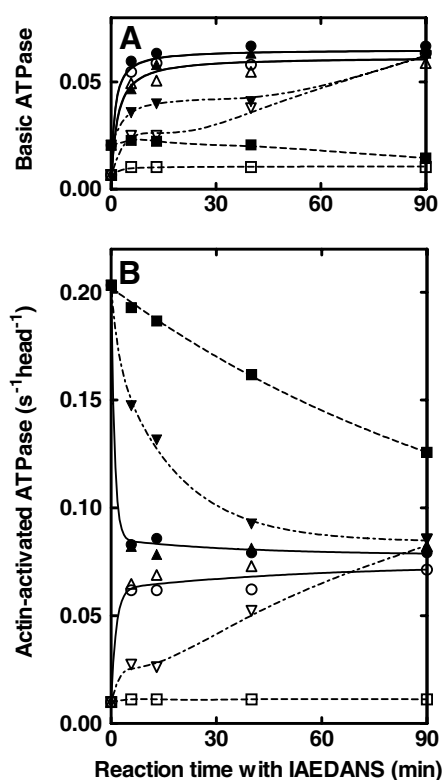 A
Basic ATPase
0.05
0.00
0 30 60 90
B
Actin-activated ATPase (s⁻¹head⁻¹)
0.20
0.15
0.10
0.05
0.00
0 30 60 90
Reaction time with IAEDANS (min)